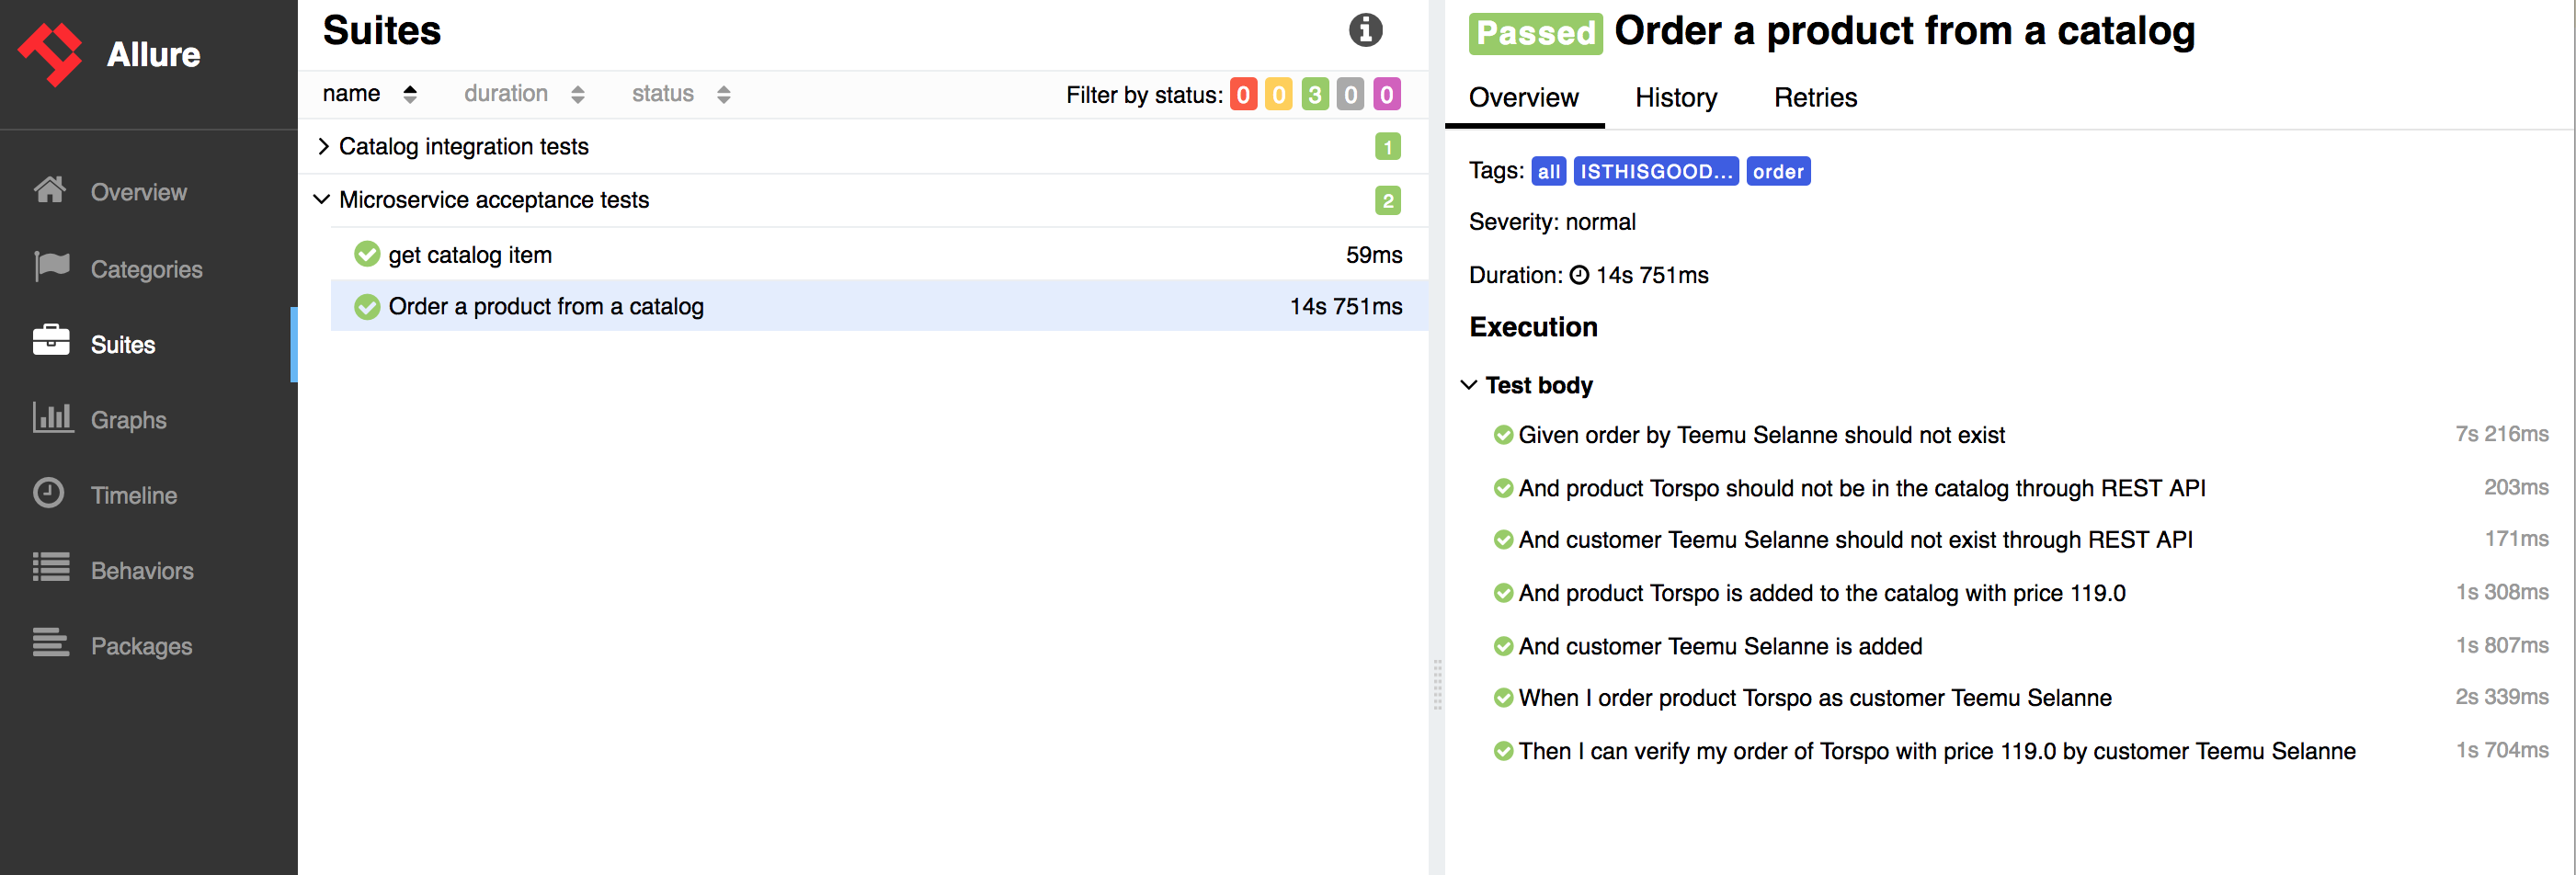 Allure
Overview
Categories
Suites
Graphs
Timeline
Behaviors
Packages
Suites
name duration status Filter by status: 0 0 3 0 0
Catalog integration tests 1
Microservice acceptance tests 2
get catalog item 59ms
Order a product from a catalog 14s 751ms
Passed Order a product from a catalog
Overview History Retries
Tags: all ISTHISGOOD... order
Severity: normal
Duration: 14s 751ms
Execution
Test body
Given order by Teemu Selanne should not exist 7s 216ms
And product Torspo should not be in the catalog through REST API 203ms
And customer Teemu Selanne should not exist through REST API 171ms
And product Torspo is added to the catalog with price 119.0 1s 308ms
And customer Teemu Selanne is added 1s 807ms
When I order product Torspo as customer Teemu Selanne 2s 339ms
Then I can verify my order of Torspo with price 119.0 by customer Teemu Selanne 1s 704ms